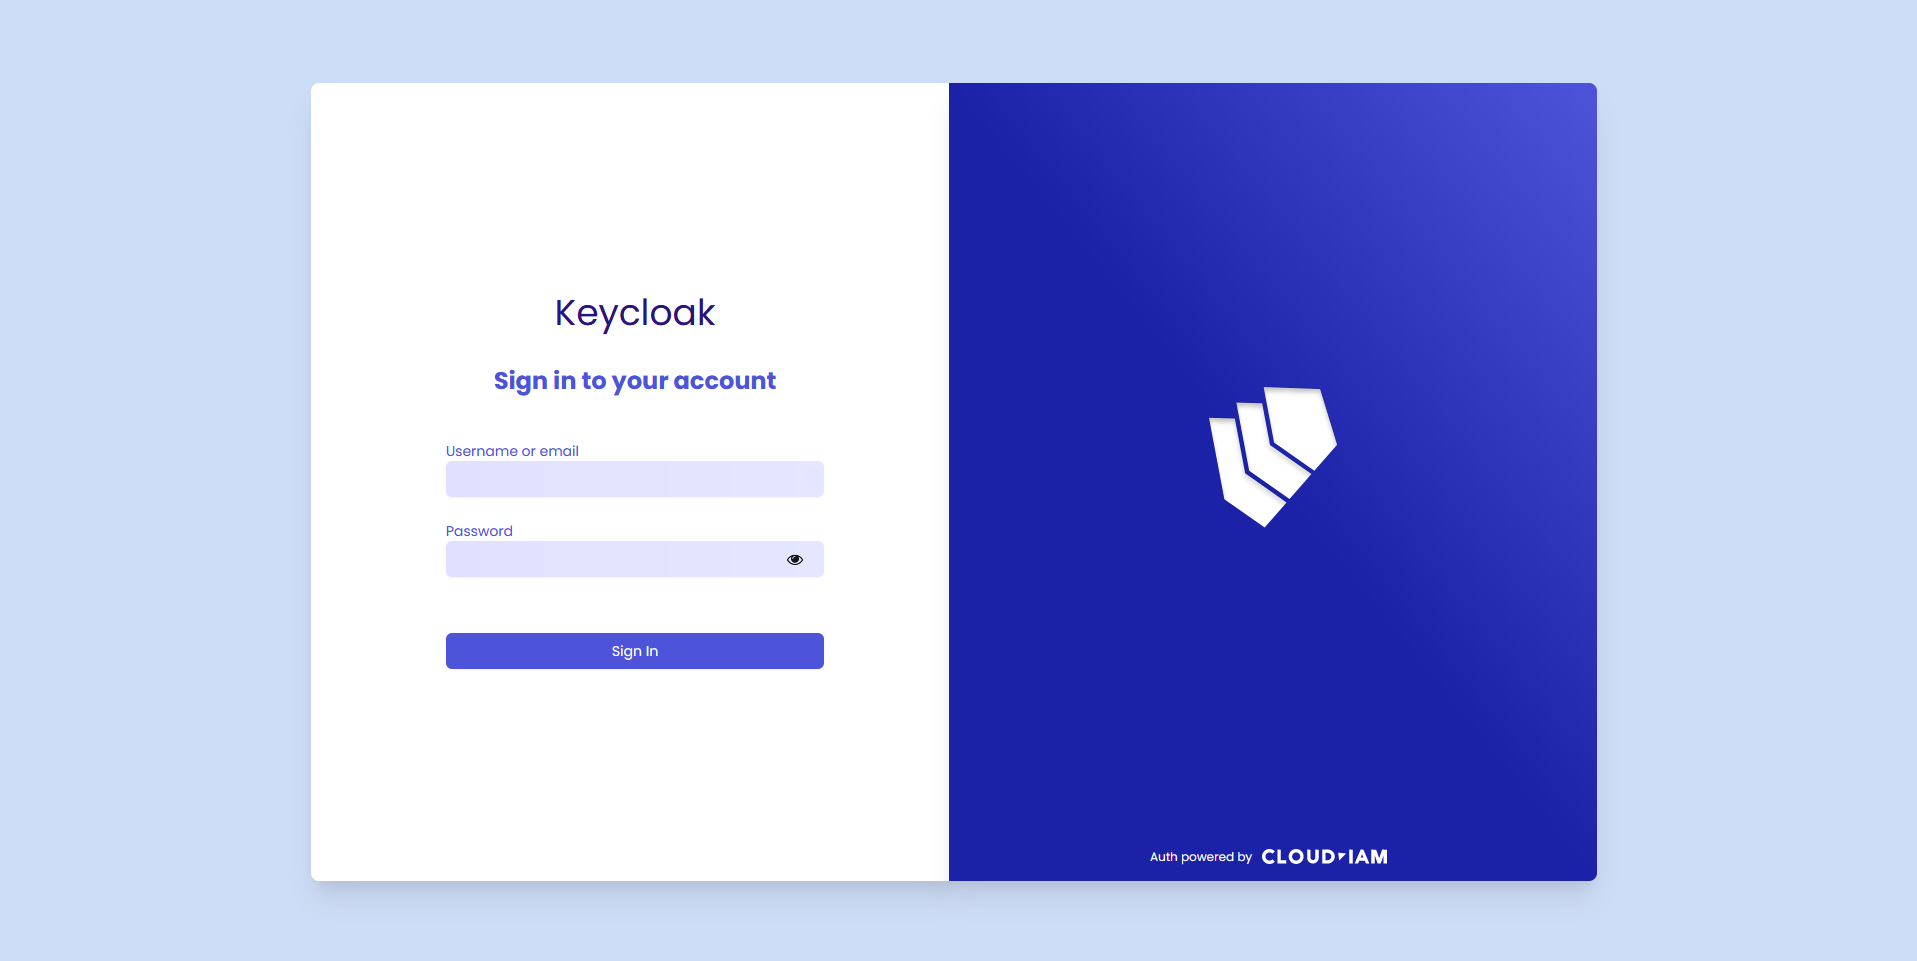 Keycloak
Sign in to your account
Username or email
Password
Sign In
Auth powered by CLOUD IAM